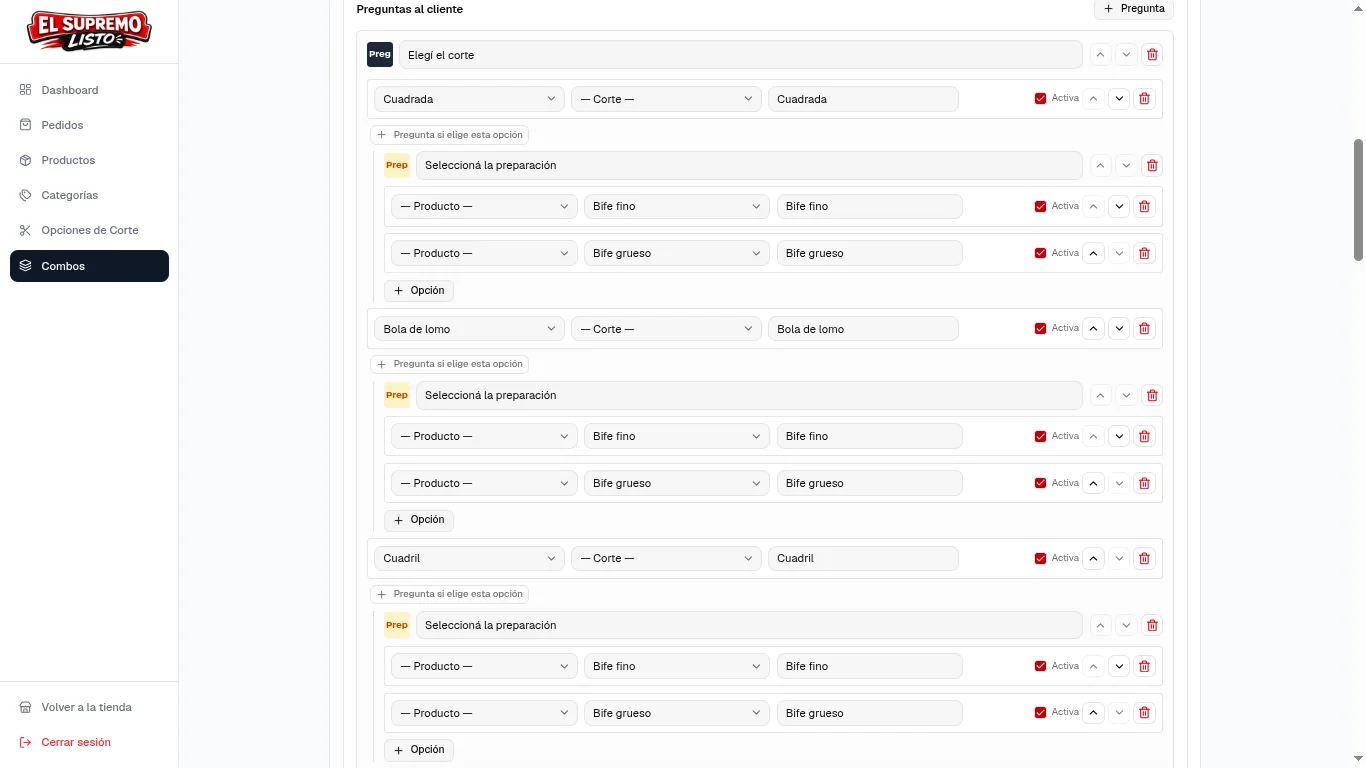 EL SUPREMO
LISTO
Dashboard
Pedidos
Productos
Categorías
Opciones de Corte
Combos
Volver a la tienda
Cerrar sesión
Preguntas al cliente
Pregunta
Preg
Elegí el corte
Cuadrada
— Corte —
Cuadrada
Activa
Pregunta si elige esta opción
Prep
Seleccioná la preparación
— Producto —
Bife fino
Bife fino
Activa
— Producto —
Bife grueso
Bife grueso
Activa
Opción
Bola de lomo
— Corte —
Bola de lomo
Activa
Pregunta si elige esta opción
Prep
Seleccioná la preparación
— Producto —
Bife fino
Bife fino
Activa
— Producto —
Bife grueso
Bife grueso
Activa
Opción
Cuadril
— Corte —
Cuadril
Activa
Pregunta si elige esta opción
Prep
Seleccioná la preparación
— Producto —
Bife fino
Bife fino
Activa
— Producto —
Bife grueso
Bife grueso
Activa
Opción